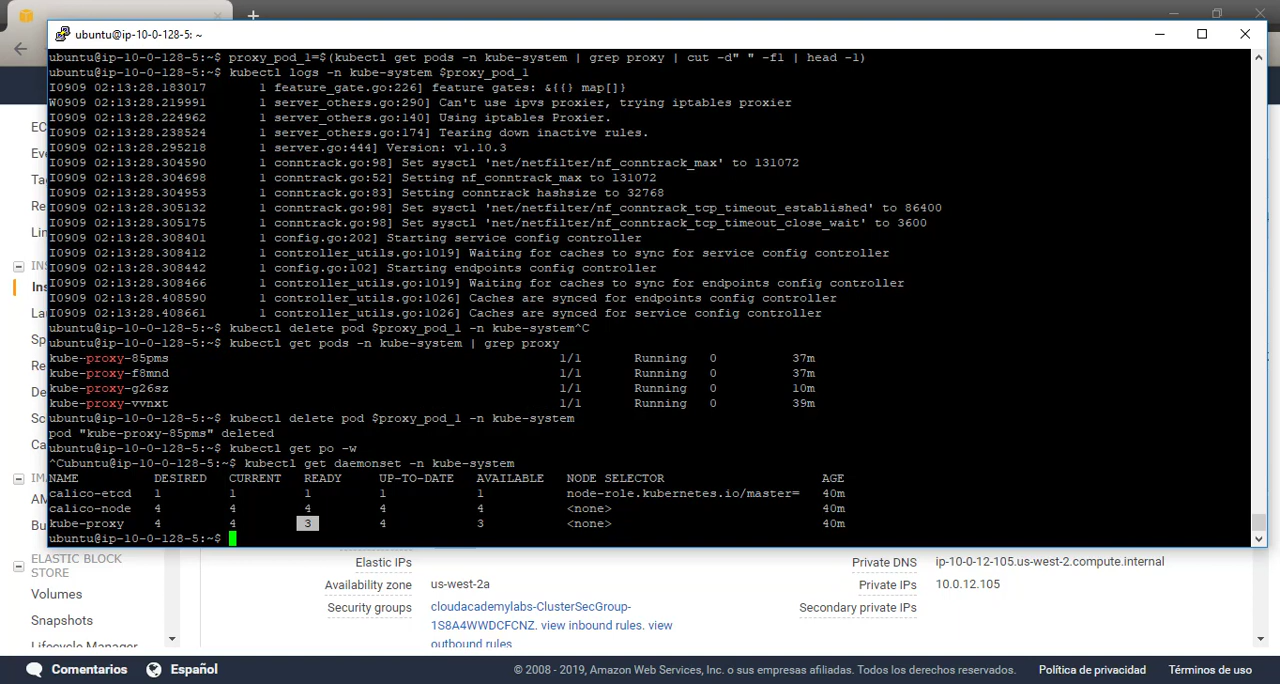 ubuntu@ip-10-0-128-5: ~
ubuntu@ip-10-0-128-5:~$ proxy_pod_1=$(kubectl get pods -n kube-system | grep proxy | cut -d" " -f1 | head -1)
ubuntu@ip-10-0-128-5:~$ kubectl logs -n kube-system $proxy_pod_1
I0909 02:13:28.183017       1 feature_gate.go:226] feature gates: &{{} map[]}
W0909 02:13:28.219991       1 server_others.go:290] Can't use ipvs proxier, trying iptables proxier
I0909 02:13:28.224962       1 server_others.go:140] Using iptables Proxier.
I0909 02:13:28.238524       1 server_others.go:174] Tearing down inactive rules.
I0909 02:13:28.295218       1 server.go:444] Version: v1.10.3
I0909 02:13:28.304590       1 conntrack.go:98] Set sysctl 'net/netfilter/nf_conntrack_max' to 131072
I0909 02:13:28.304698       1 conntrack.go:52] Setting nf_conntrack_max to 131072
I0909 02:13:28.304953       1 conntrack.go:83] Setting conntrack hashsize to 32768
I0909 02:13:28.305132       1 conntrack.go:98] Set sysctl 'net/netfilter/nf_conntrack_tcp_timeout_established' to 86400
I0909 02:13:28.305175       1 conntrack.go:98] Set sysctl 'net/netfilter/nf_conntrack_tcp_timeout_close_wait' to 3600
I0909 02:13:28.308401       1 config.go:202] Starting service config controller
I0909 02:13:28.308412       1 controller_utils.go:1019] Waiting for caches to sync for service config controller
I0909 02:13:28.308442       1 config.go:102] Starting endpoints config controller
I0909 02:13:28.308466       1 controller_utils.go:1019] Waiting for caches to sync for endpoints config controller
I0909 02:13:28.408590       1 controller_utils.go:1026] Caches are synced for endpoints config controller
I0909 02:13:28.408661       1 controller_utils.go:1026] Caches are synced for service config controller
ubuntu@ip-10-0-128-5:~$ kubectl delete pod $proxy_pod_1 -n kube-system^C
ubuntu@ip-10-0-128-5:~$ kubectl get pods -n kube-system | grep proxy
kube-proxy-85pms 1/1 Running 0 37m
kube-proxy-f8mnd 1/1 Running 0 37m
kube-proxy-g26sz 1/1 Running 0 10m
kube-proxy-vvnxt 1/1 Running 0 39m
ubuntu@ip-10-0-128-5:~$ kubectl delete pod $proxy_pod_1 -n kube-system
pod "kube-proxy-85pms" deleted
ubuntu@ip-10-0-128-5:~$ kubectl get po -w
^Cubuntu@ip-10-0-128-5:~$ kubectl get daemonset -n kube-system
NAME DESIRED CURRENT READY UP-TO-DATE AVAILABLE NODE SELECTOR AGE
calico-etcd 1 1 1 1 1 node-role.kubernetes.io/master= 40m
calico-node 4 4 4 4 4 <none> 40m
kube-proxy 4 4 3 4 3 <none> 40m
ubuntu@ip-10-0-128-5:~$
ELASTIC BLOCK
STORE
Volumes
Snapshots
Lifecycle Manager
Elastic IPs
Availability zone us-west-2a
Security groups cloudacademylabs-ClusterSecGroup-
1S8A4WWDCFCNZ. view inbound rules. view
outbound rules
Private DNS ip-10-0-12-105.us-west-2.compute.internal
Private IPs 10.0.12.105
Secondary private IPs
Comentarios Español © 2008 - 2019, Amazon Web Services, Inc. o sus empresas afiliadas. Todos los derechos reservados. Política de privacidad Términos de uso